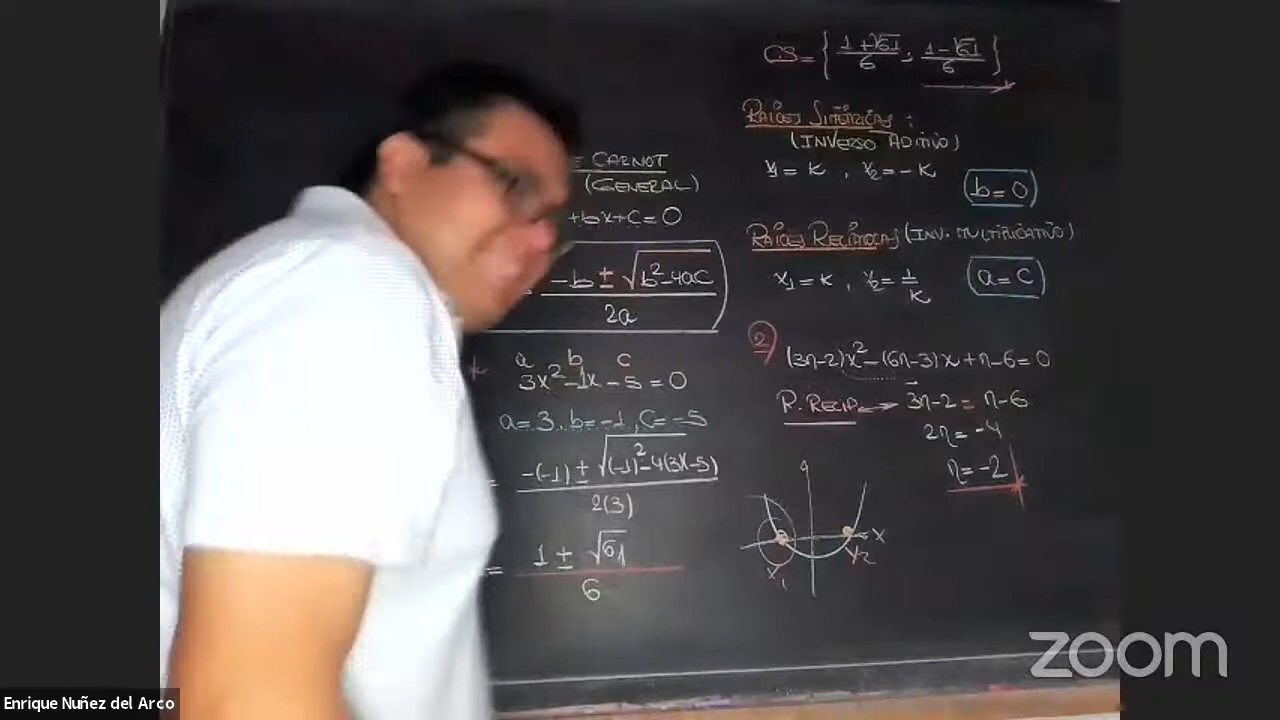 = CARNOT
(GENERAL)
+bx+c=0
= -b ± √b²-4ac
2a
a b c
3x²-1x-5=0
a=3. b=-1, c=-5
= -(-1) ± √(-1)²-4(3)(-5)
2(3)
= 1 ± √61
6
CS= { 1+√61 / 6 ; 1-√61 / 6 }
RAÍCES SIMÉTRICAS :
(INVERSO ADITIVO)
x₁ = K , x₂ = -K
b=0
RAÍCES RECÍPROCAS (INV. MULTIPLICATIVO)
x₁ = K , x₂ = 1/K
a=c
2
(3n-2)x²-(6n-3)x+n-6=0
R. RECIP. → 3n-2 = n-6
2n = -4
n = -2
x
x₁
x₂
zoom
Enrique Nuñez del Arco